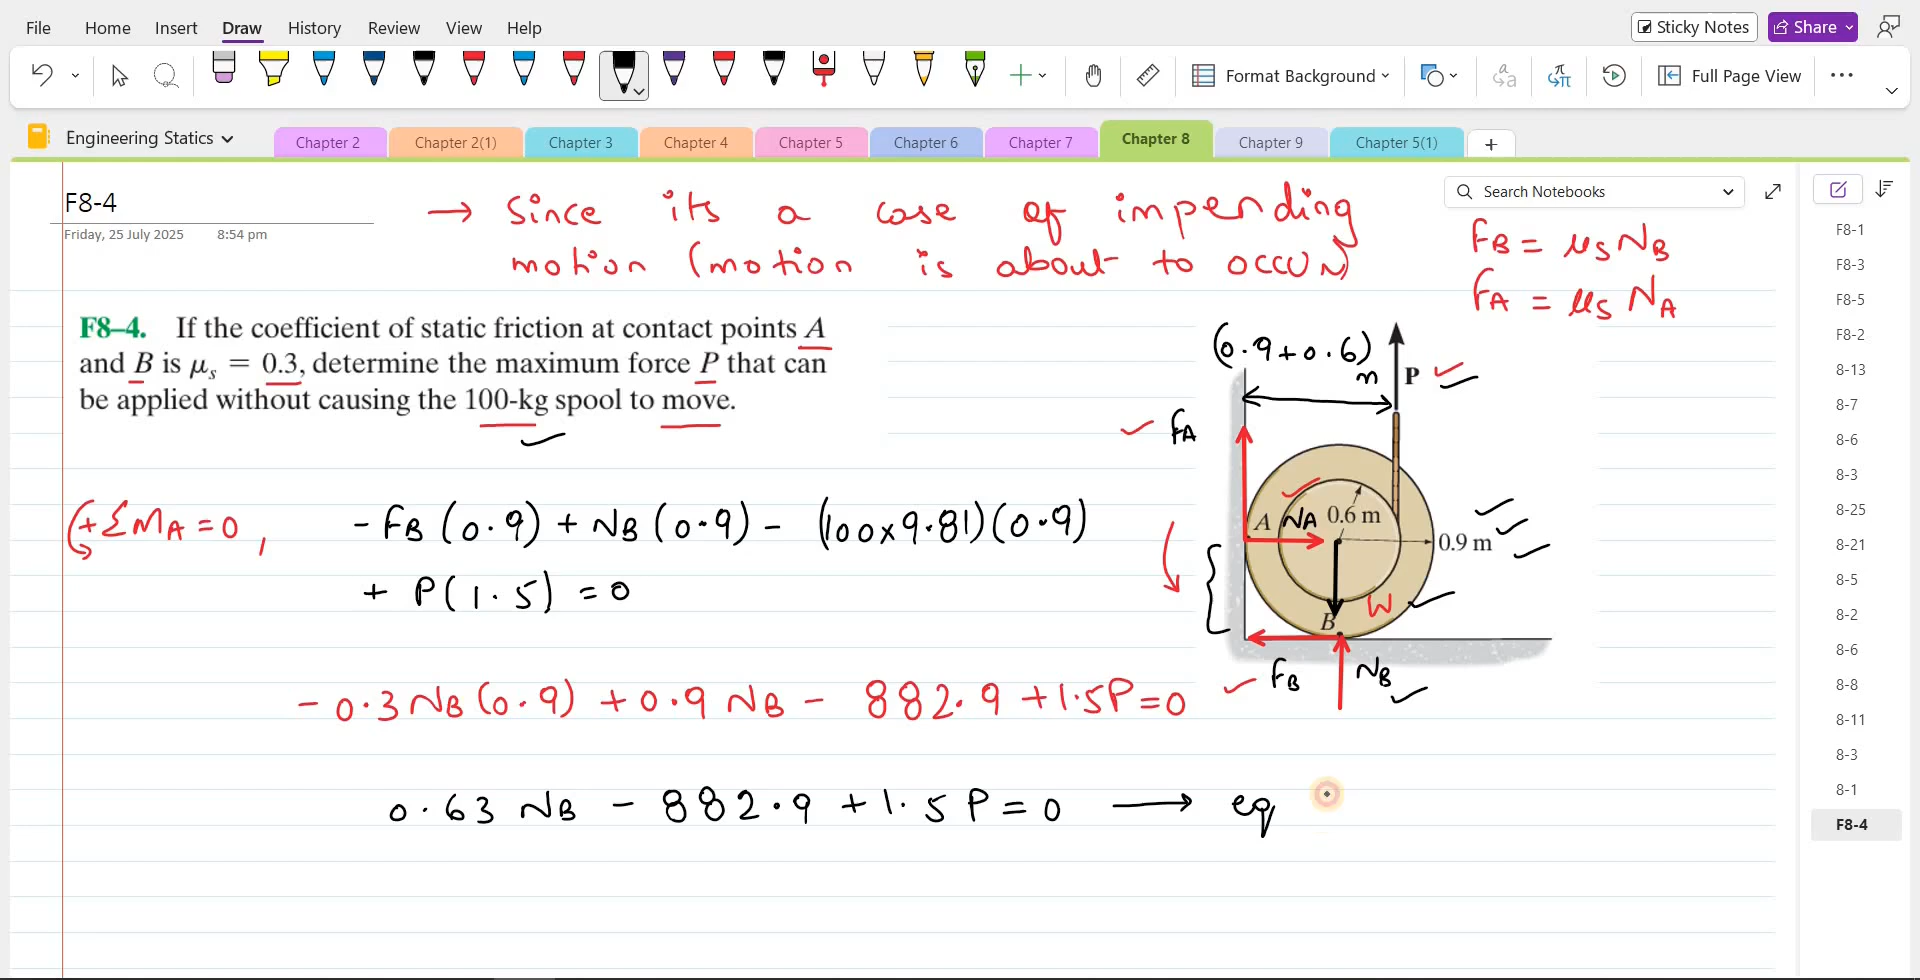 File Home Insert Draw History Review View Help
Sticky Notes Share
Format Background Full Page View
Engineering Statics Chapter 2 Chapter 2(1) Chapter 3 Chapter 4 Chapter 5 Chapter 6 Chapter 7 Chapter 8 Chapter 9 Chapter 5(1) +
F8-4
Friday, 25 July 2025 8:54 pm
Search Notebooks
→ Since its a case of impending
motion (motion is about to occur)
FB = μs NB
FA = μs NA
F8–4. If the coefficient of static friction at contact points A
and B is μs = 0.3, determine the maximum force P that can
be applied without causing the 100-kg spool to move.
(0.9+0.6)
m
P
FA
A NA 0.6 m
0.9 m
W
B
FB NB
(+ΣMA = 0, - FB (0.9) + NB (0.9) - (100×9.81)(0.9)
+ P(1.5) = 0
- 0.3 NB (0.9) + 0.9 NB - 882.9 + 1.5P = 0
0.63 NB - 882.9 + 1.5 P = 0 → eq
F8-1
F8-3
F8-5
F8-2
8-13
8-7
8-6
8-3
8-25
8-21
8-5
8-2
8-6
8-8
8-11
8-3
8-1
F8-4